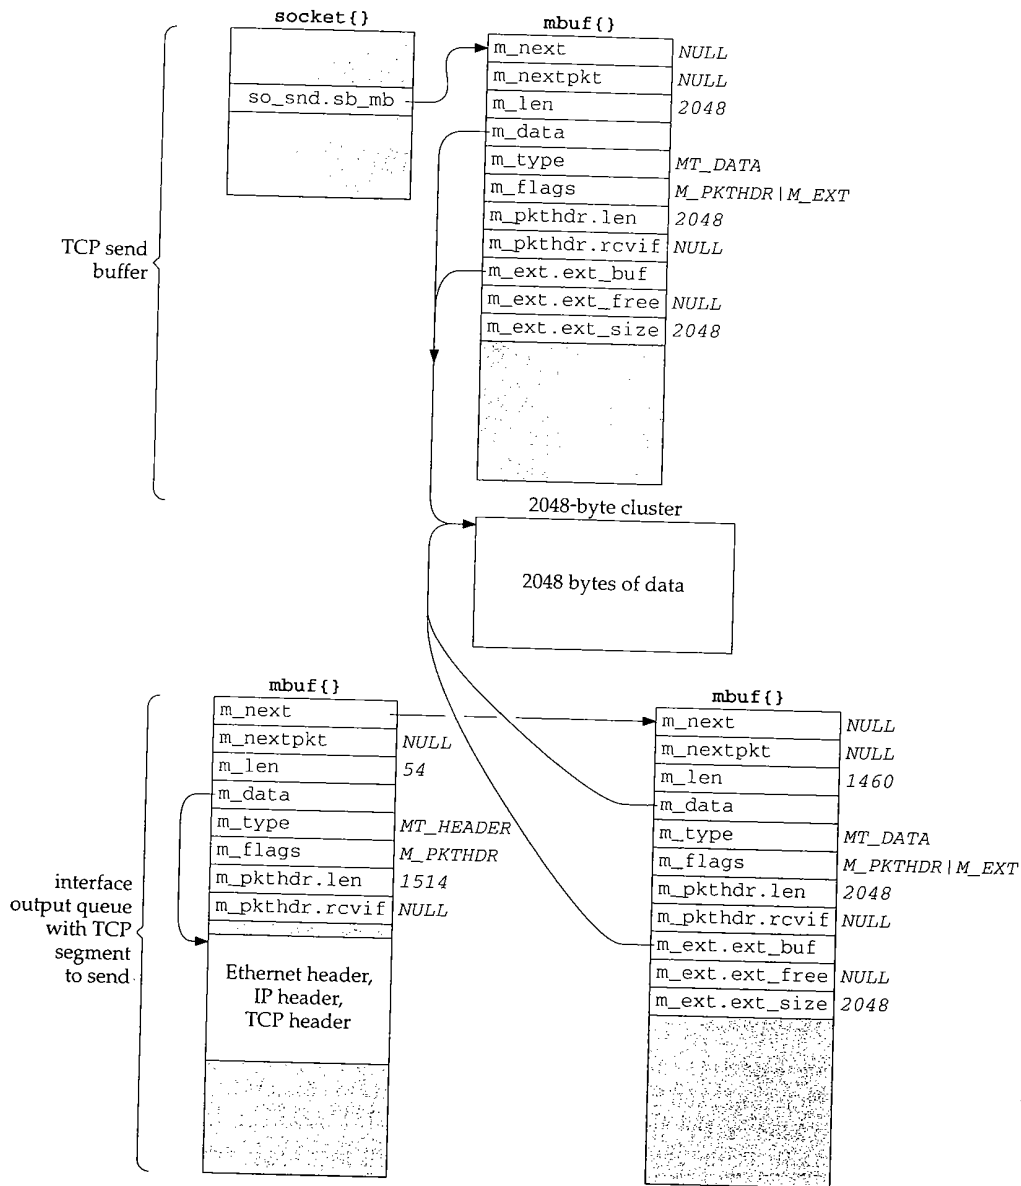 socket{}
so_snd.sb_mb
TCP send
buffer
mbuf{}
m_next NULL
m_nextpkt NULL
m_len 2048
m_data
m_type MT_DATA
m_flags M_PKTHDR|M_EXT
m_pkthdr.len 2048
m_pkthdr.rcvif NULL
m_ext.ext_buf
m_ext.ext_free NULL
m_ext.ext_size 2048
2048-byte cluster
2048 bytes of data
interface
output queue
with TCP
segment
to send
mbuf{}
m_next
m_nextpkt NULL
m_len 54
m_data
m_type MT_HEADER
m_flags M_PKTHDR
m_pkthdr.len 1514
m_pkthdr.rcvif NULL
Ethernet header,
IP header,
TCP header
mbuf{}
m_next NULL
m_nextpkt NULL
m_len 1460
m_data
m_type MT_DATA
m_flags M_PKTHDR|M_EXT
m_pkthdr.len 2048
m_pkthdr.rcvif NULL
m_ext.ext_buf
m_ext.ext_free NULL
m_ext.ext_size 2048